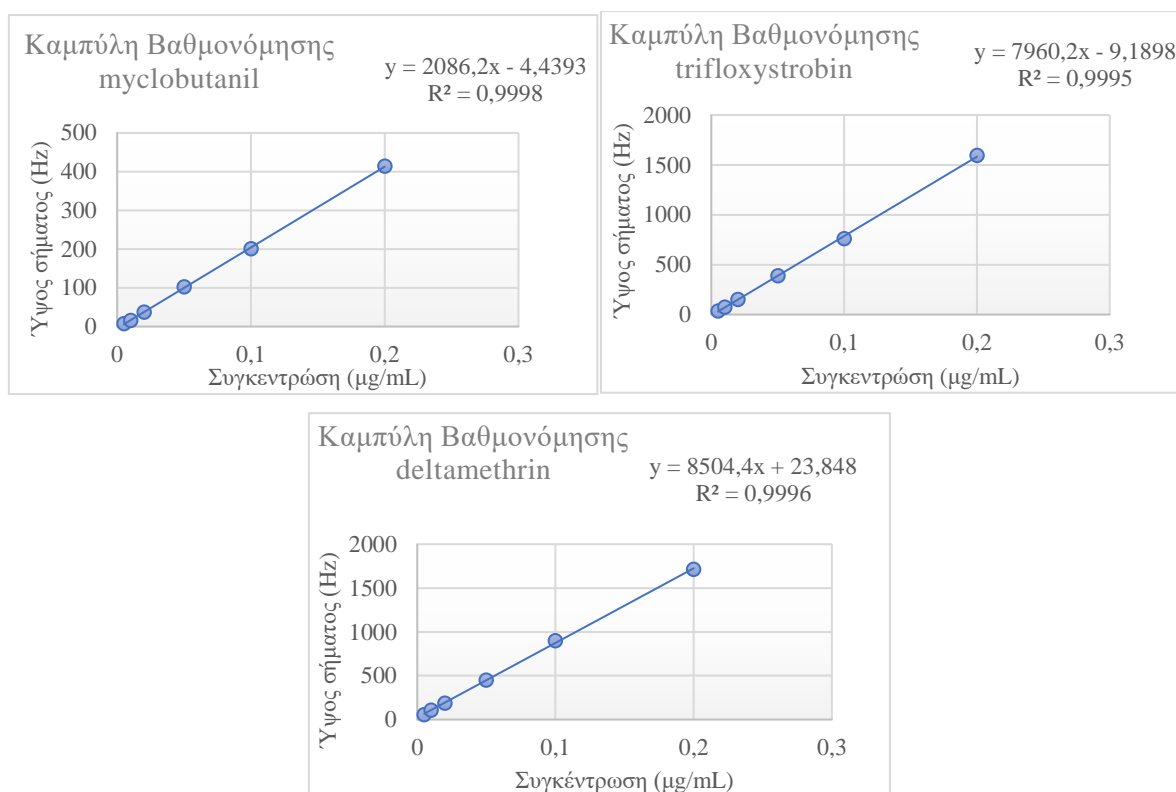 Καμπύλη Βαθμονόμησης
myclobutanil
y = 2086,2x - 4,4393
R² = 0,9998
500
400
300
200
100
0
0 0,1 0,2 0,3
Ύψος σήματος (Hz)
Συγκεντρώση (μg/mL)
Καμπύλη Βαθμονόμησης
trifloxystrobin
y = 7960,2x - 9,1898
R² = 0,9995
2000
1500
1000
500
0
0 0,1 0,2 0,3
Ύψος σήματος (Hz)
Συγκεντρώση (μg/mL)
Καμπύλη Βαθμονόμησης
deltamethrin
y = 8504,4x + 23,848
R² = 0,9996
2000
1500
1000
500
0
0 0,1 0,2 0,3
Ύψος σήματος (Hz)
Συγκέντρωση (μg/mL)